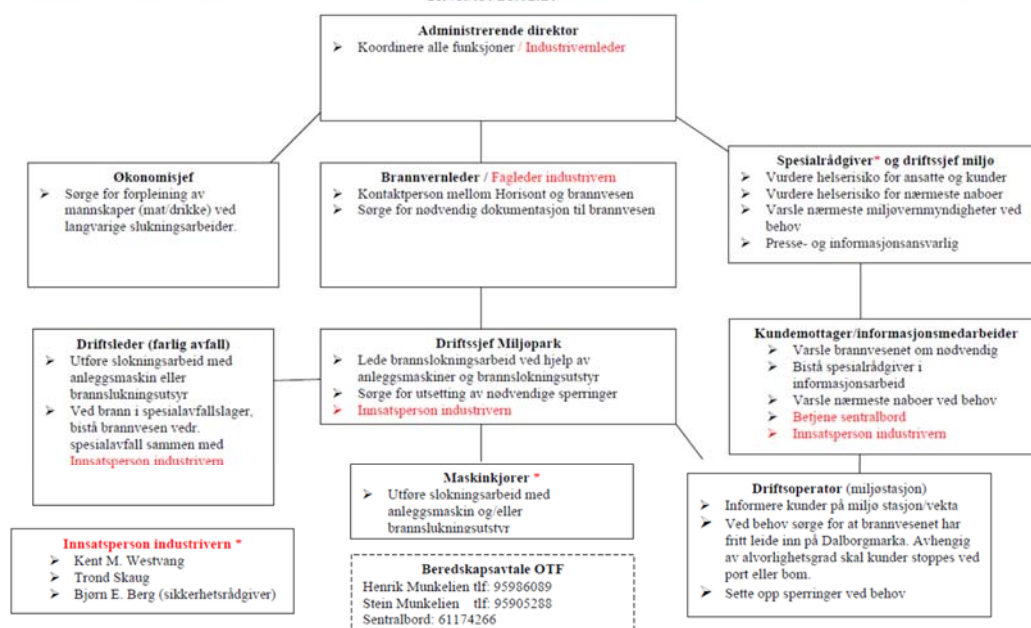 Administrerende direktør
➤ Koordinere alle funksjoner / Industrivernleder
Økonomisjef
➤ Sørge for forpleining av
mannskaper (mat/drikke) ved
langvarige slukningsarbeider.
Brannvernleder / Fagleder industrivern
➤ Kontaktperson mellom Horisont og brannvesen
➤ Sørge for nødvendig dokumentasjon til brannvesen
Spesialrådgiver* og driftssjef miljø
➤ Vurdere helserisiko for ansatte og kunder
➤ Vurdere helserisiko for nærmeste naboer
➤ Varsle nærmeste miljøvernmyndigheter ved
behov
➤ Presse- og informasjonsansvarlig
Driftsleder (farlig avfall)
➤ Utføre slokningsarbeid med
anleggsmaskin eller
brannslukningsutsyr
➤ Ved brann i spesialavfallslager,
bistå brannvesen vedr.
spesialavfall sammen med
Innsatsperson industrivern
Driftssjef Miljøpark
➤ Lede brannslokningsarbeid ved hjelp av
anleggsmaskiner og brannslokningsutstyr
➤ Sørge for utsetting av nødvendige sperringer
➤ Innsatsperson industrivern
Kundemottager/informasjonsmedarbeider
➤ Varsle brannvesenet om nødvendig
➤ Bistå spesialrådgiver i
informasjonsarbeid
➤ Varsle nærmeste naboer ved behov
➤ Betjene sentralbord
➤ Innsatsperson industrivern
Maskinkjører *
➤ Utføre slokningsarbeid med
anleggsmaskin og/eller
brannslukningsutstyr
Driftsoperatør (miljøstasjon)
➤ Informere kunder på miljø stasjon/vekta
➤ Ved behov sørge for at brannvesenet har
fritt leide inn på Dalborgmarka. Avhengig
av alvorlighetsgrad skal kunder stoppes ved
port eller bom.
➤ Sette opp sperringer ved behov
Innsatsperson industrivern *
➤ Kent M. Westvang
➤ Trond Skaug
➤ Bjørn E. Berg (sikkerhetsrådgiver)
Beredskapsavtale OTF
Henrik Munkelien tlf: 95986089
Stein Munkelien tlf: 95905288
Sentralbord: 61174266